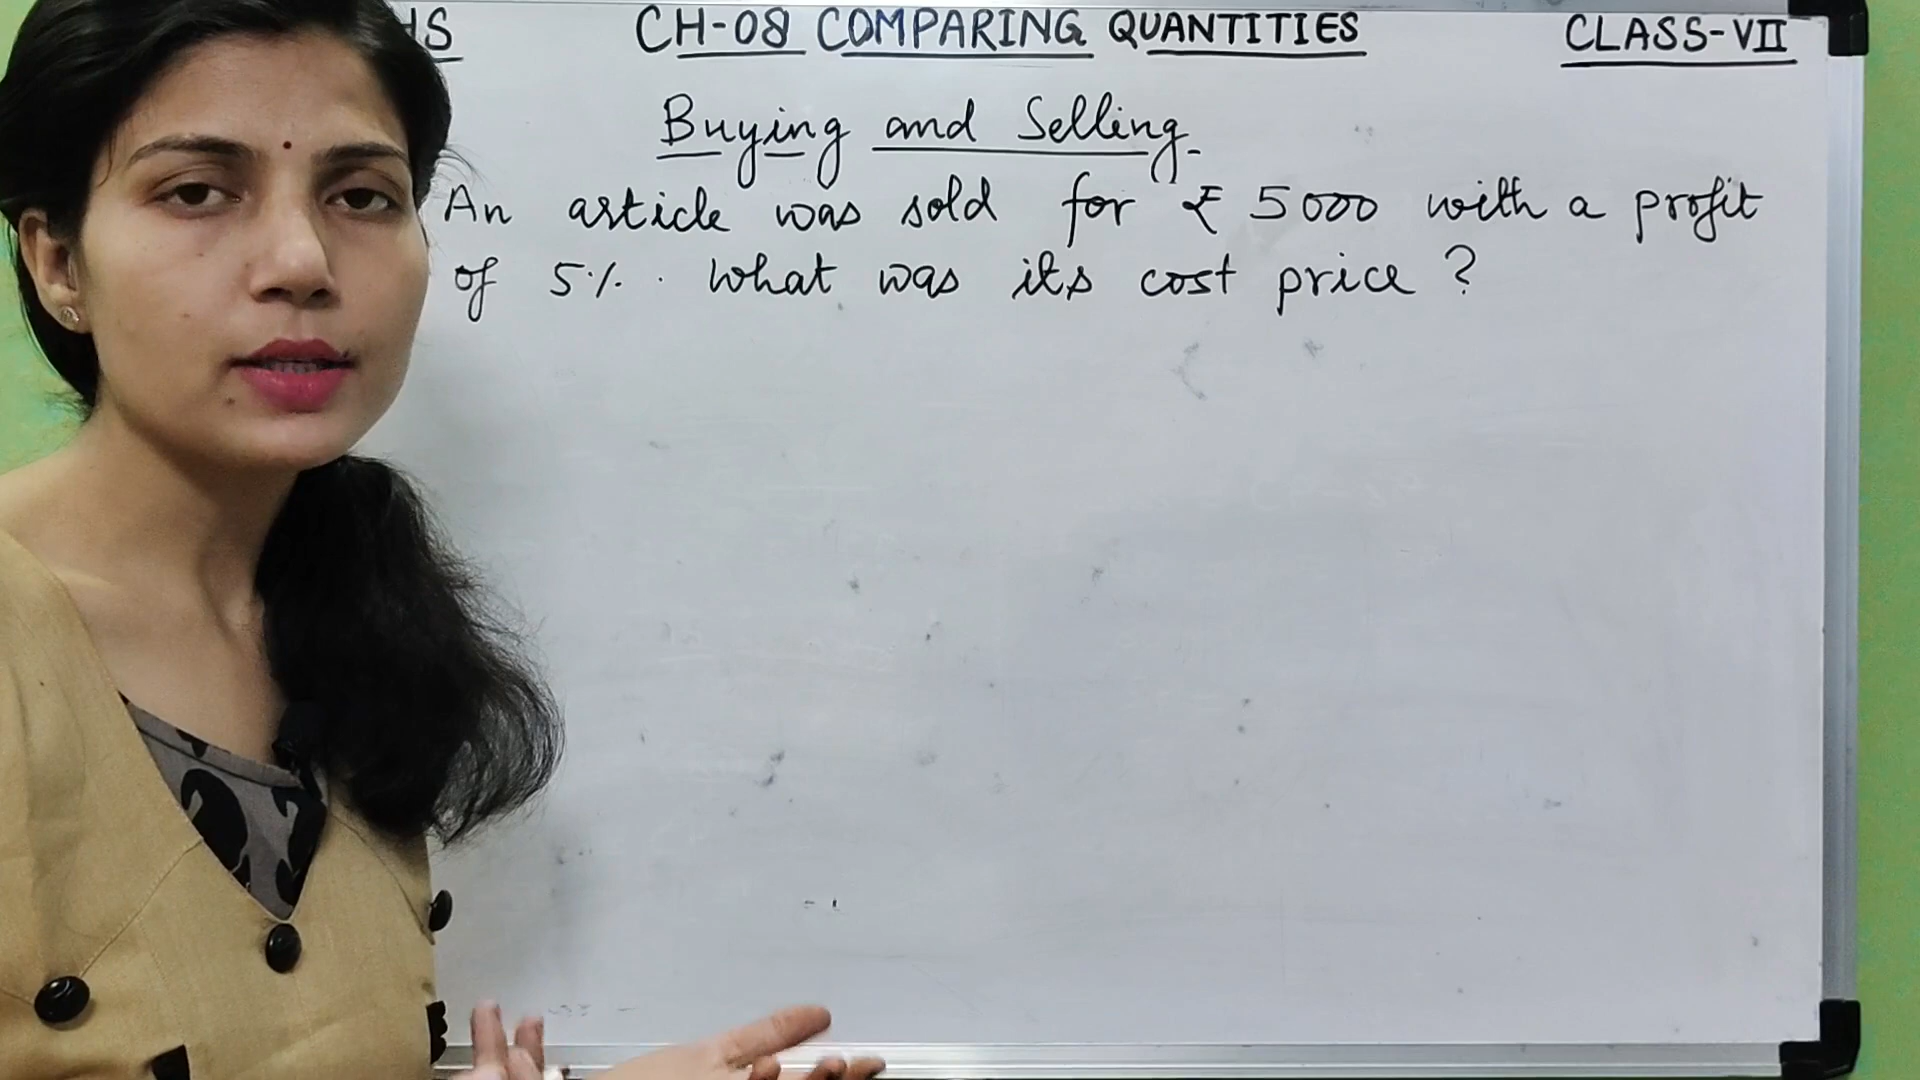 HS CH-08 COMPARING QUANTITIES CLASS-VII
Buying and Selling
An article was sold for ₹ 5000 with a profit
of 5%. What was its cost price ?